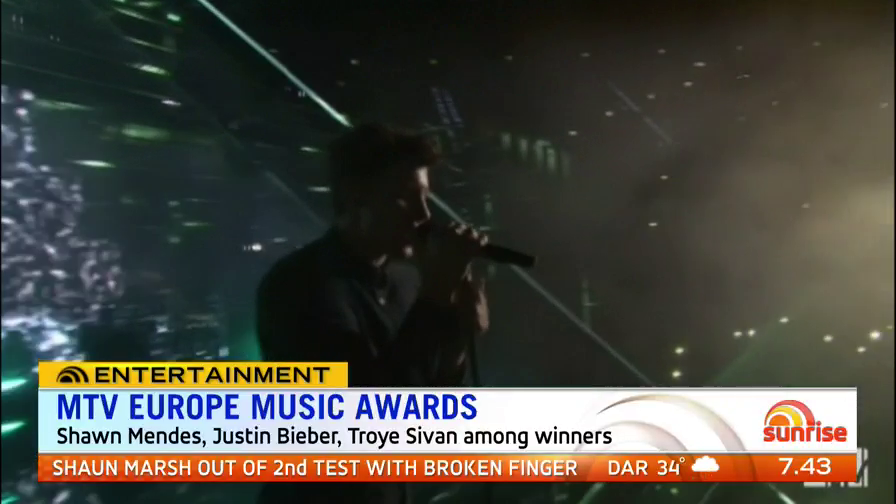 ENTERTAINMENT
MTV EUROPE MUSIC AWARDS
Shawn Mendes, Justin Bieber, Troye Sivan among winners
sunrise
SHAUN MARSH OUT OF 2nd TEST WITH BROKEN FINGER DAR 34° 7.43